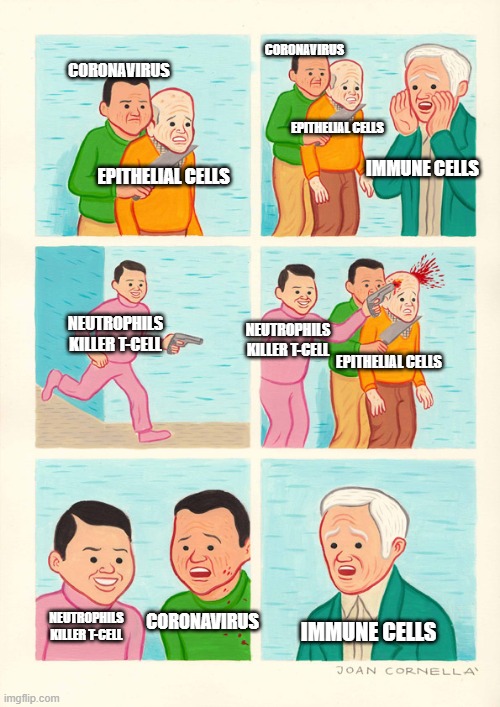 CORONAVIRUS
EPITHELIAL CELLS
CORONAVIRUS
EPITHELIAL CELLS
IMMUNE CELLS
NEUTROPHILS
KILLER T-CELL
NEUTROPHILS
KILLER T-CELL
EPITHELIAL CELLS
NEUTROPHILS
KILLER T-CELL
CORONAVIRUS
IMMUNE CELLS
JOAN CORNELLA'
imgflip.com